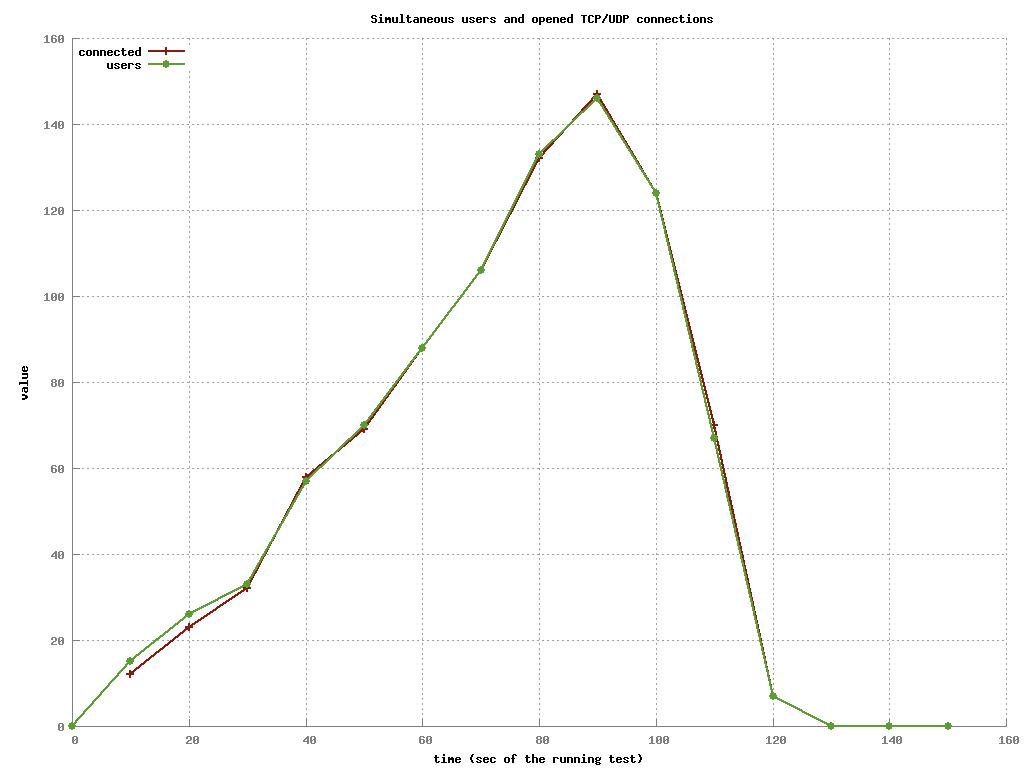 Simultaneous users and opened TCP/UDP connections
160
connected
users
140
120
100
80
value
60
40
20
0
0 20 40 60 80 100 120 140 160
time (sec of the running test)